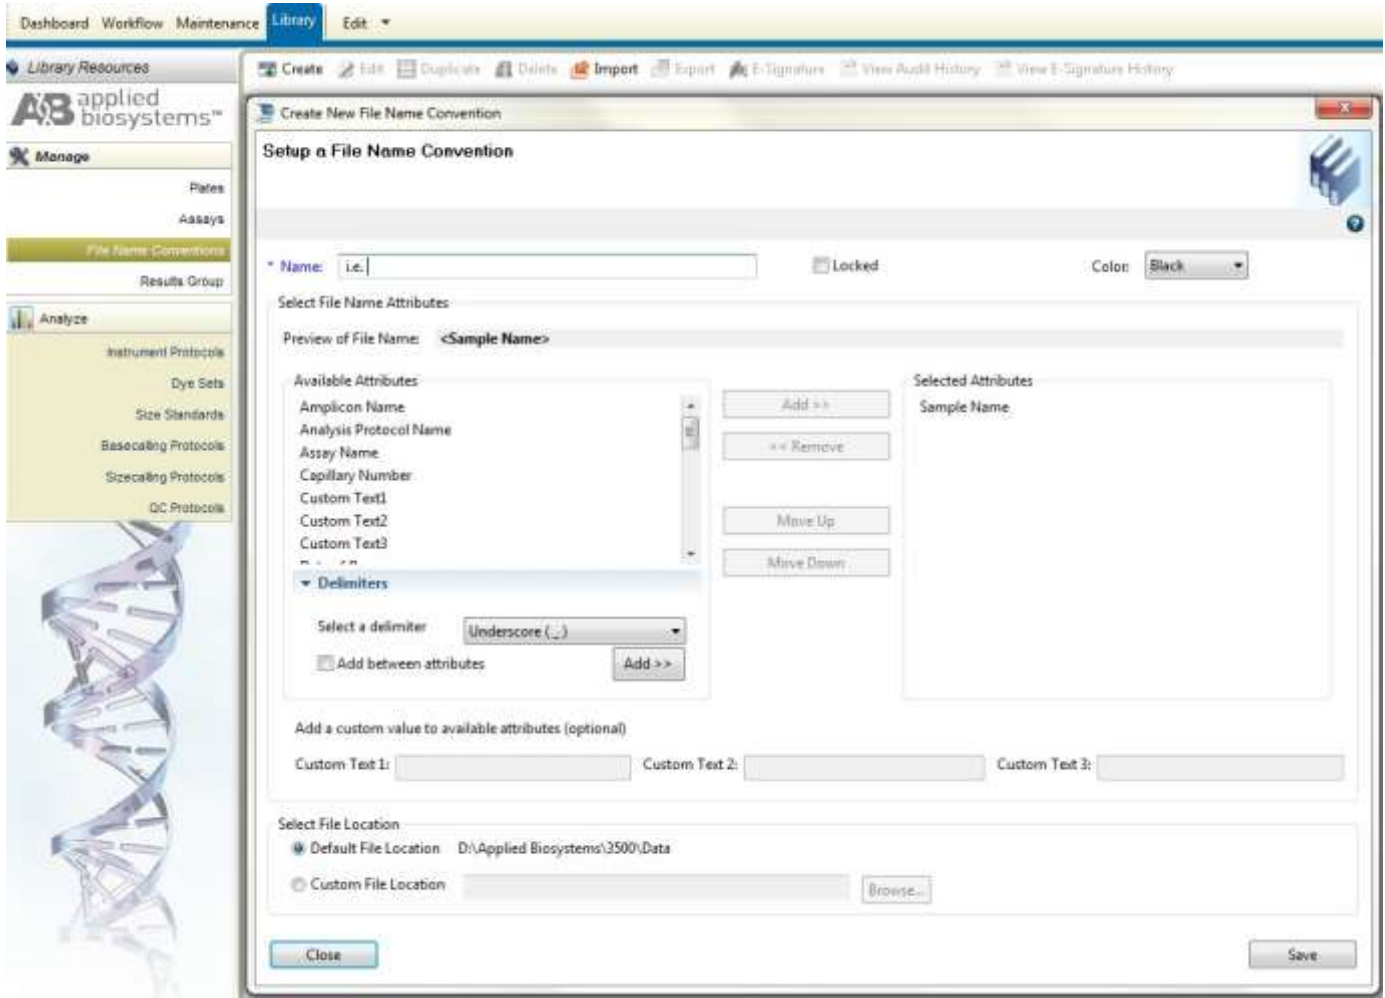 Dashboard Workflow Maintenance Library Edit
Library Resources
Create Edit Duplicate Delete Import Export E-Signature View Audit History View E-Signature History
AB applied biosystems™
Create New File Name Convention
Setup a File Name Convention
Manage
Plates
Assays
File Name Conventions
Results Group
Analyze
Instrument Protocols
Dye Sets
Size Standards
Basecalling Protocols
Sizecalling Protocols
QC Protocols
* Name: i.e. Locked Color: Black
Select File Name Attributes
Preview of File Name: <Sample Name>
Available Attributes
Amplicon Name
Analysis Protocol Name
Assay Name
Capillary Number
Custom Text1
Custom Text2
Custom Text3
Delimiters
Select a delimiter Underscore ( _ )
Add between attributes Add >>
Add >>
<< Remove
Move Up
Move Down
Selected Attributes
Sample Name
Add a custom value to available attributes (optional)
Custom Text 1: Custom Text 2: Custom Text 3:
Select File Location
Default File Location D:\Applied Biosystems\3500\Data
Custom File Location Browse...
Close Save